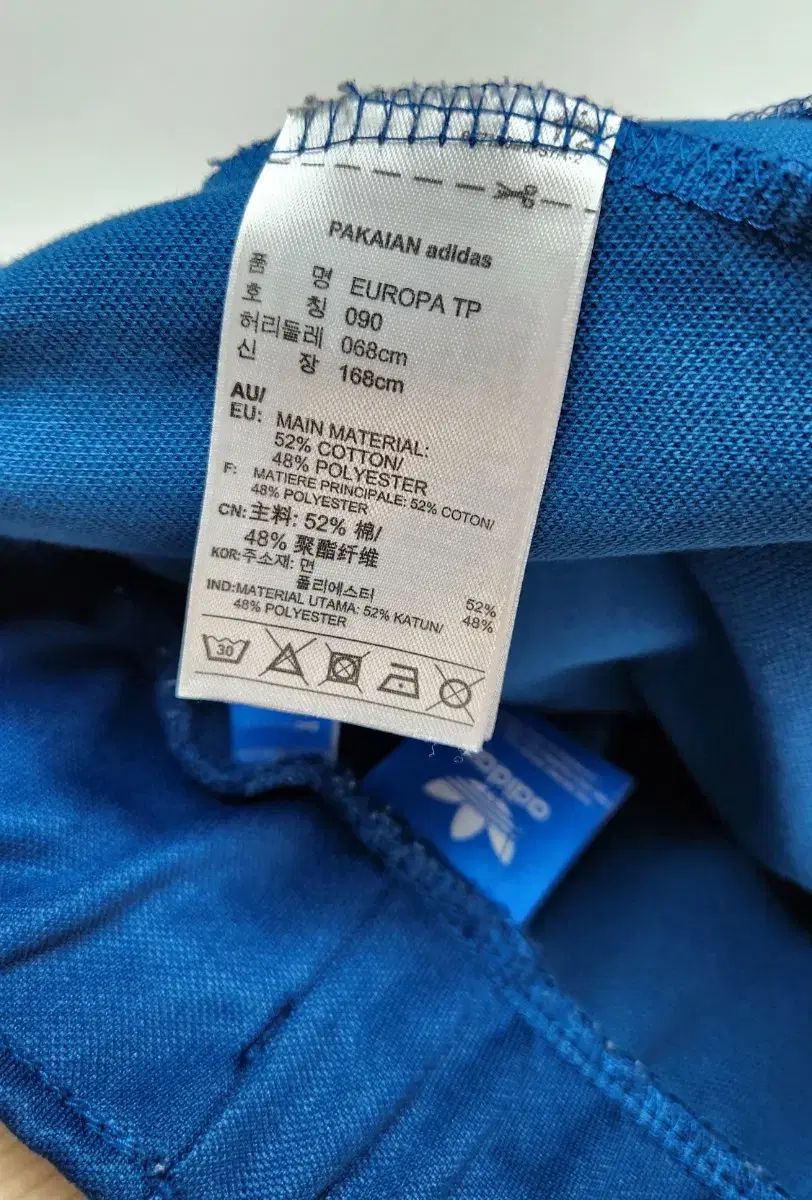 PAKAIAN adidas
품 명 EUROPA TP
호 칭 090
허리둘레 068cm
신 장 168cm
AU/
EU: MAIN MATERIAL:
52% COTTON/
48% POLYESTER
F: MATIERE PRINCIPALE: 52% COTON/
48% POLYESTER
CN: 主料: 52% 棉/
48% 聚酯纤维
KOR: 주소재: 면 52%
폴리에스터 48%
IND: MATERIAL UTAMA: 52% KATUN/
48% POLYESTER
30
adidas